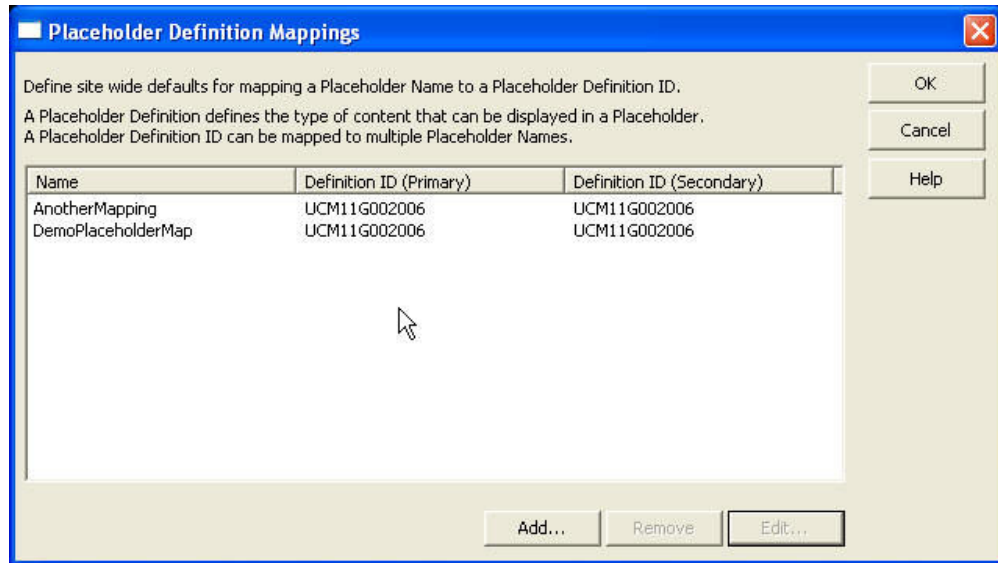 Placeholder Definition Mappings
Define site wide defaults for mapping a Placeholder Name to a Placeholder Definition ID.
OK
A Placeholder Definition defines the type of content that can be displayed in a Placeholder.
A Placeholder Definition ID can be mapped to multiple Placeholder Names.
Cancel
Name Definition ID (Primary) Definition ID (Secondary)
Help
AnotherMapping UCM11G002006 UCM11G002006
DemoPlaceholderMap UCM11G002006 UCM11G002006
Add... Remove Edit...